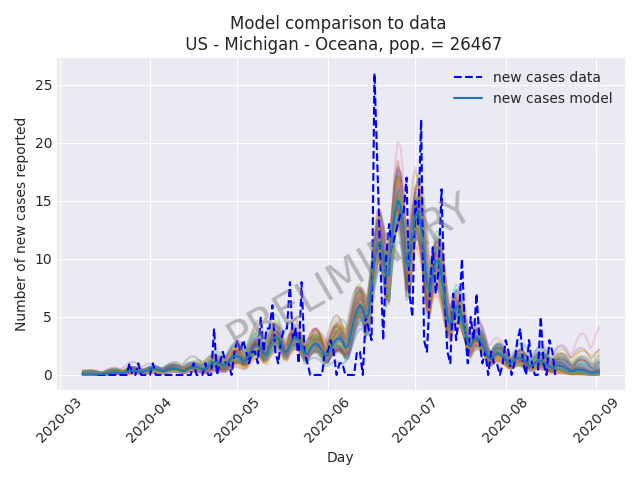 Model comparison to data
US - Michigan - Oceana, pop. = 26467
new cases data
new cases model
PRELIMINARY
Number of new cases reported
25
20
15
10
5
0
2020-03
2020-04
2020-05
2020-06
2020-07
2020-08
2020-09
Day